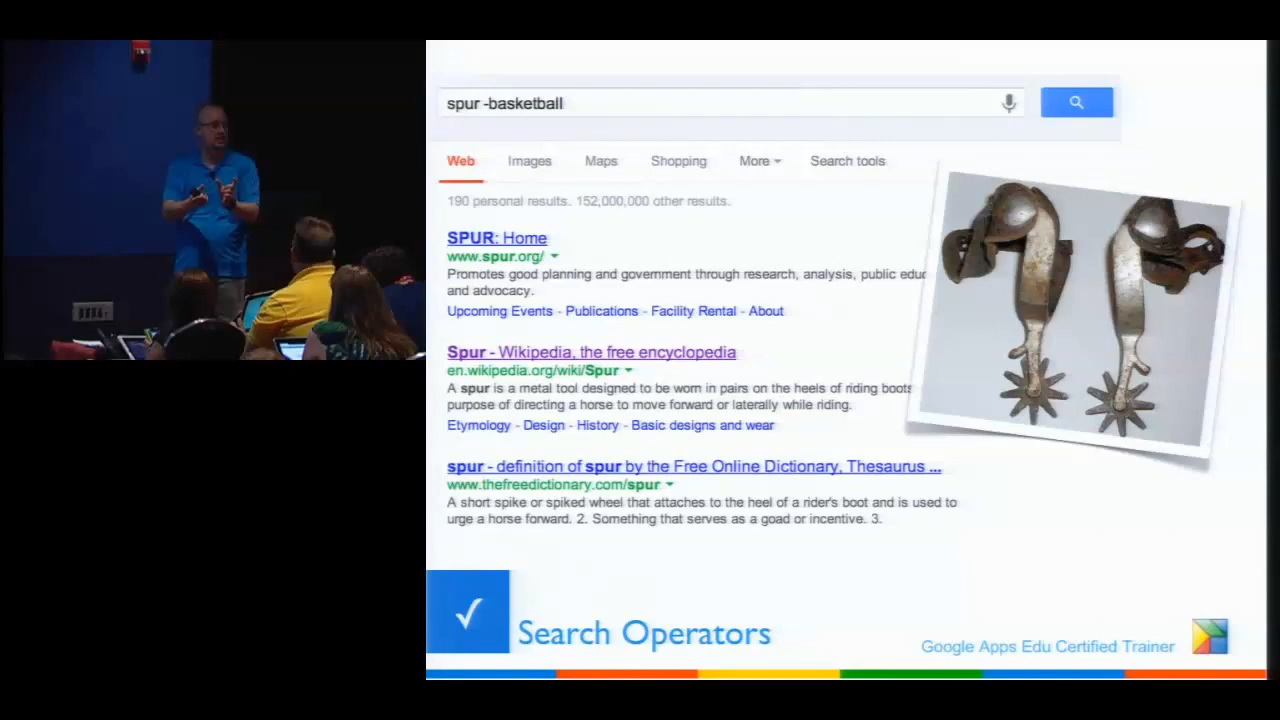 spur -basketball
Web Images Maps Shopping More Search tools
190 personal results. 152,000,000 other results.
SPUR: Home
www.spur.org/
Promotes good planning and government through research, analysis, public educ
and advocacy.
Upcoming Events - Publications - Facility Rental - About
Spur - Wikipedia, the free encyclopedia
en.wikipedia.org/wiki/Spur
A spur is a metal tool designed to be worn in pairs on the heels of riding boots
purpose of directing a horse to move forward or laterally while riding.
Etymology - Design - History - Basic designs and wear
spur - definition of spur by the Free Online Dictionary, Thesaurus ...
www.thefreedictionary.com/spur
A short spike or spiked wheel that attaches to the heel of a rider's boot and is used to
urge a horse forward. 2. Something that serves as a goad or incentive. 3.
Search Operators
Google Apps Edu Certified Trainer